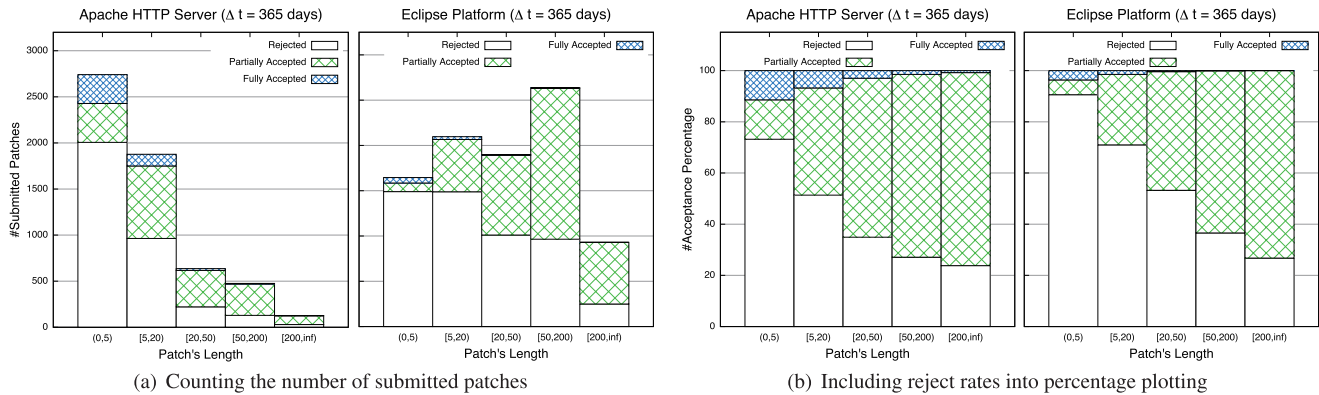 Apache HTTP Server (Δ t = 365 days)
Eclipse Platform (Δ t = 365 days)
#Submitted Patches
3000
2500
2000
1500
1000
500
0
Rejected
Partially Accepted
Fully Accepted
Rejected
Partially Accepted
Fully Accepted
(0,5) [5,20) [20,50) [50,200) [200,inf)
Patch's Length
(0,5) [5,20) [20,50) [50,200) [200,inf)
Patch's Length
(a) Counting the number of submitted patches
Apache HTTP Server (Δ t = 365 days)
Eclipse Platform (Δ t = 365 days)
#Acceptance Percentage
100
80
60
40
20
0
Rejected
Partially Accepted
Fully Accepted
Rejected
Partially Accepted
Fully Accepted
(0,5) [5,20) [20,50) [50,200) [200,inf)
Patch's Length
(0,5) [5,20) [20,50) [50,200) [200,inf)
Patch's Length
(b) Including reject rates into percentage plotting